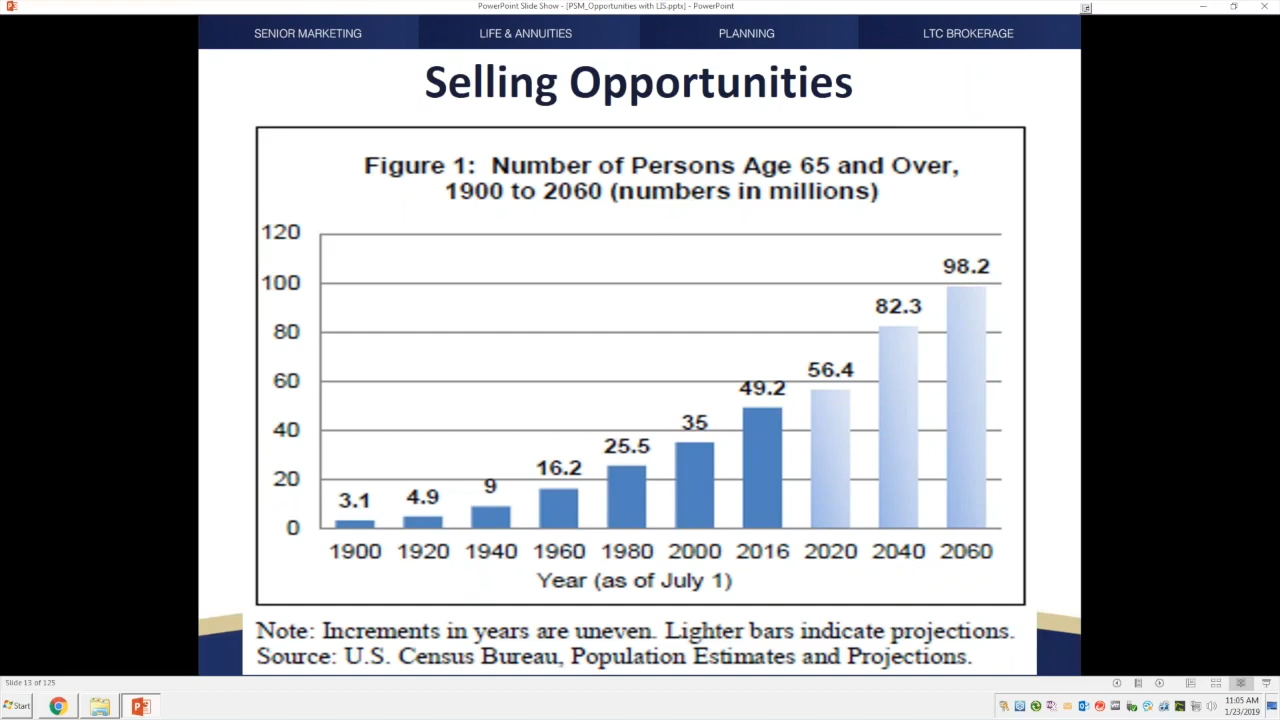 PowerPoint Slide Show - [PSM_Opportunities with LIS.pptx] - PowerPoint
SENIOR MARKETING
LIFE & ANNUITIES
PLANNING
LTC BROKERAGE
Selling Opportunities
Figure 1: Number of Persons Age 65 and Over,
1900 to 2060 (numbers in millions)
120
100
80
60
40
20
0
3.1
4.9
9
16.2
25.5
35
49.2
56.4
82.3
98.2
1900 1920 1940 1960 1980 2000 2016 2020 2040 2060
Year (as of July 1)
Note: Increments in years are uneven. Lighter bars indicate projections.
Source: U.S. Census Bureau, Population Estimates and Projections.
Slide 13 of 125
Start
11:05 AM
1/23/2019